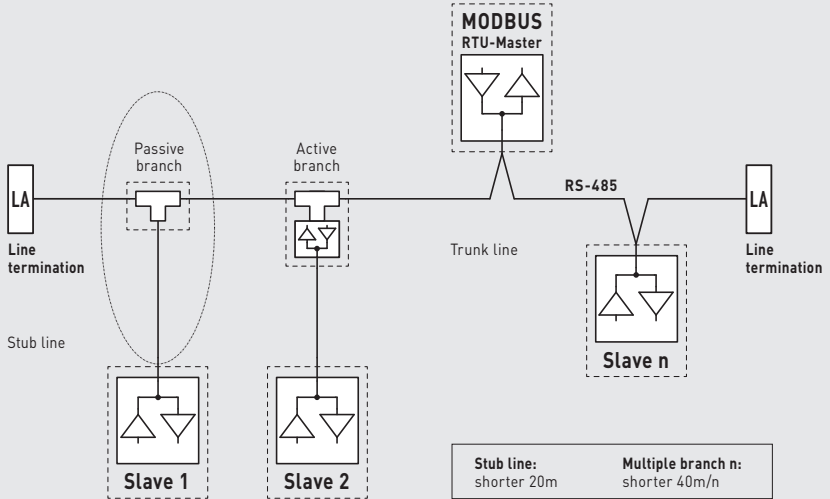 MODBUS
RTU-Master
Passive
branch
Active
branch
LA
RS-485
LA
Line
termination
Trunk line
Line
termination
Stub line
Slave n
Slave 1
Slave 2
Stub line:
shorter 20m
Multiple branch n:
shorter 40m/n